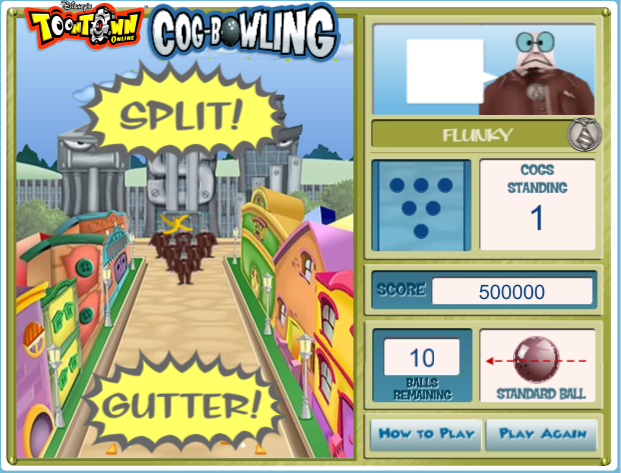 Disney's
TOONTOWN
ONLINE
COG-BOWLING
SPLIT!
GUTTER!
FLUNKY
COGS
STANDING
1
SCORE 500000
10
BALLS
REMAINING
STANDARD BALL
HOW TO PLAY
PLAY AGAIN